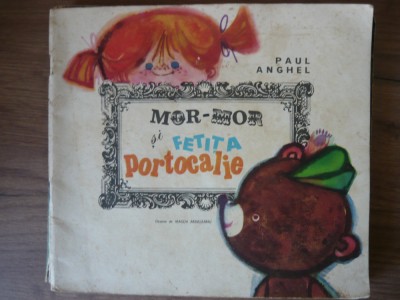 PAUL
ANGHEL
MOR-MOR
și FETIȚA
portocalie